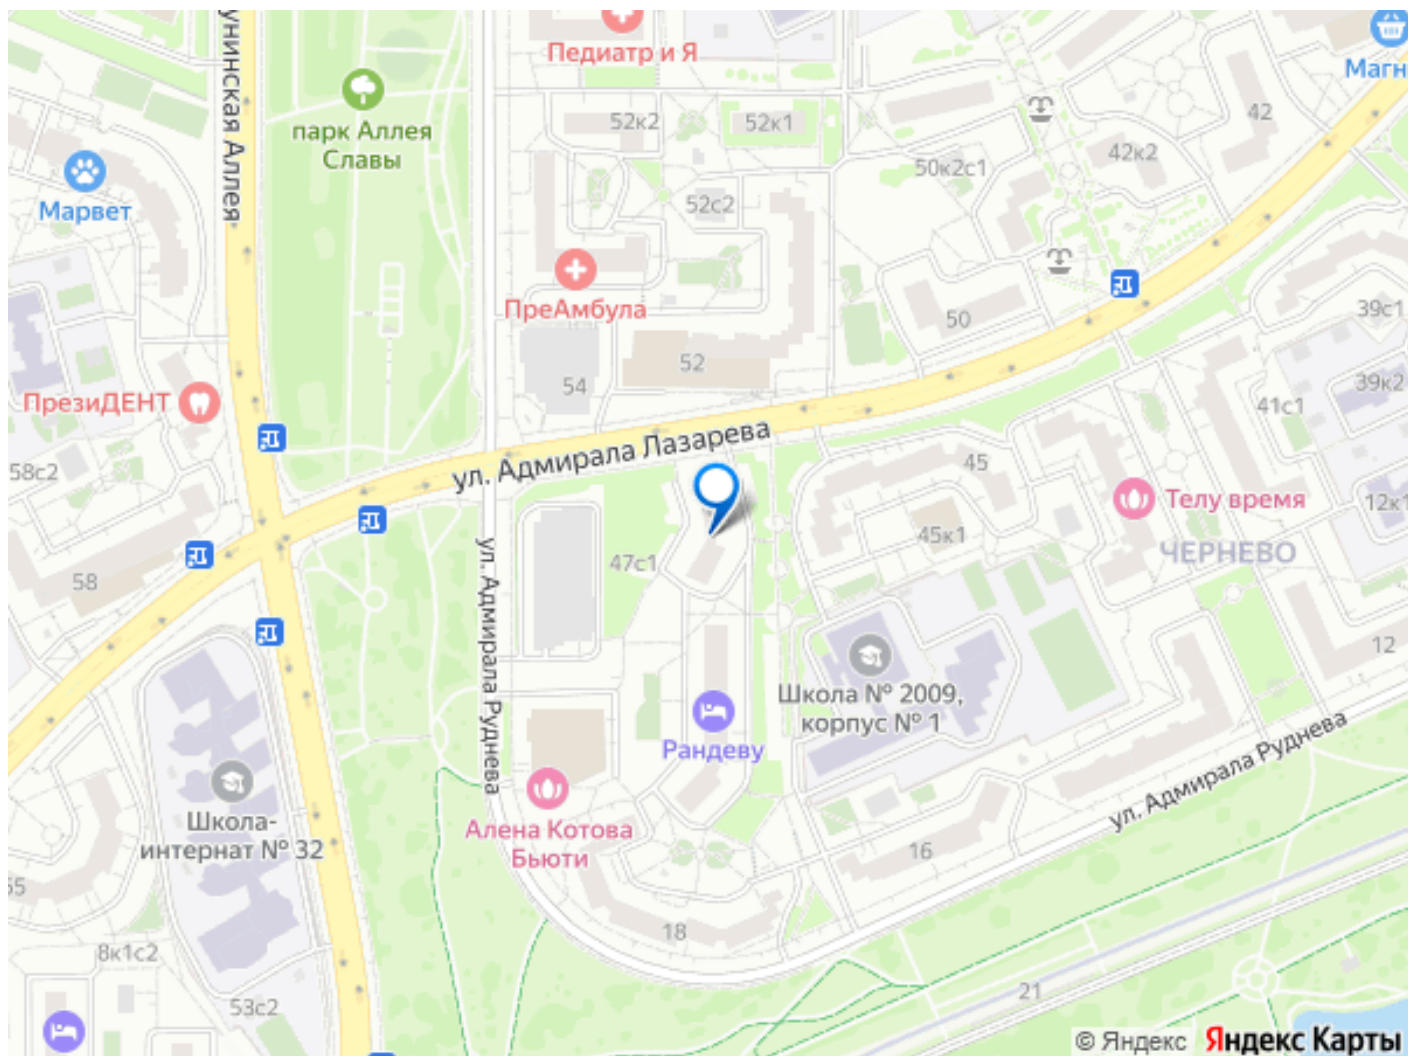 Педиатр и Я
Магн
унинская Аллея
парк Аллея
Славы
52к2
52к1
42
42к2
50к2с1
Марвет
52с2
ПреАмбула
50
39с1
52
54
39к2
ПрезиДЕНТ
41с1
ул. Адмирала Лазарева
58с2
45
Телу время
12к1
45к1
ЧЕРНЕВО
47с1
58
ул. Адмирала Руднева
12
Школа № 2009,
корпус № 1
Рандеву
ул. Адмирала Руднева
Школа-
интернат № 32
Алена Котова
Бьюти
16
55
18
8к1с2
21
53с2
© Яндекс
Яндекс Карты